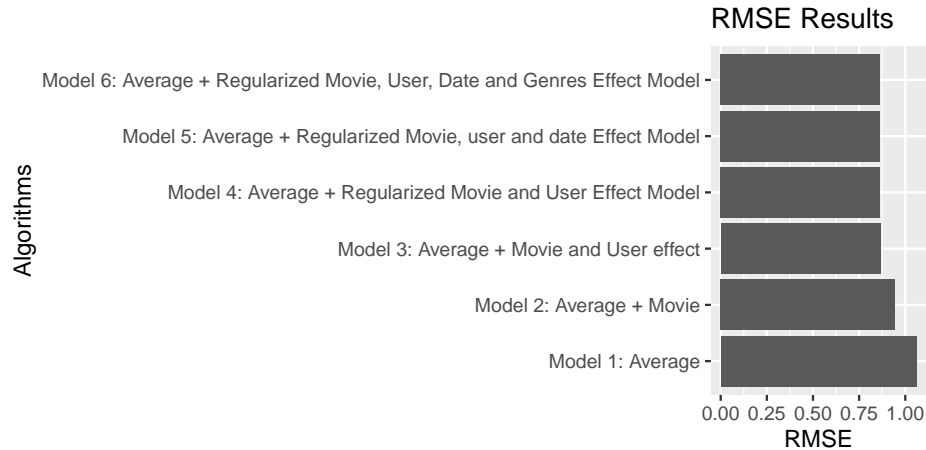 RMSE Results
Algorithms
Model 6: Average + Regularized Movie, User, Date and Genres Effect Model
Model 5: Average + Regularized Movie, user and date Effect Model
Model 4: Average + Regularized Movie and User Effect Model
Model 3: Average + Movie and User effect
Model 2: Average + Movie
Model 1: Average
0.00 0.25 0.50 0.75 1.00
RMSE